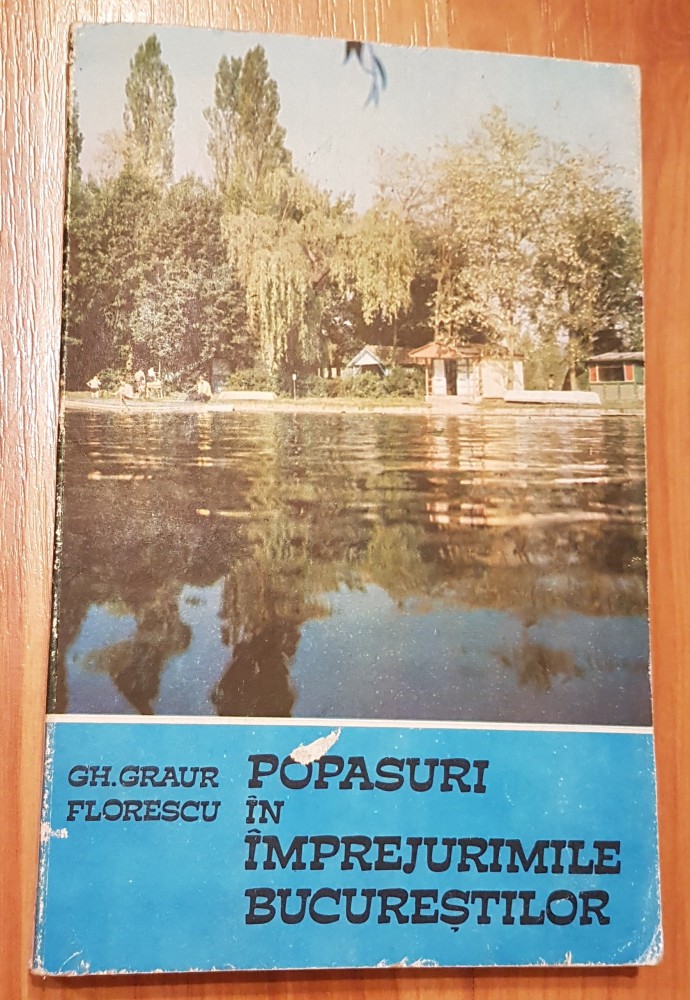 GH. GRAUR
FLORESCU
POPASURI
ÎN
ÎMPREJURIMILE
BUCUREȘTILOR